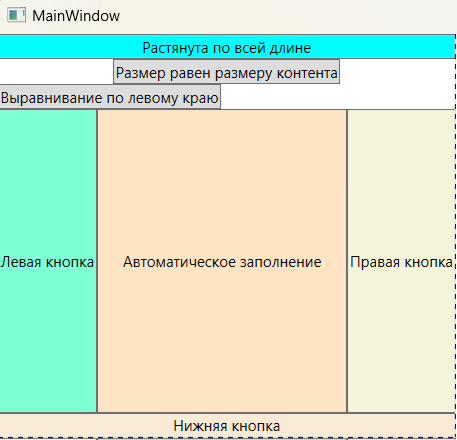 MainWindow
Растянута по всей длине
Размер равен размеру контента
Выравнивание по левому краю
Левая кнопка
Автоматическое заполнение
Правая кнопка
Нижняя кнопка